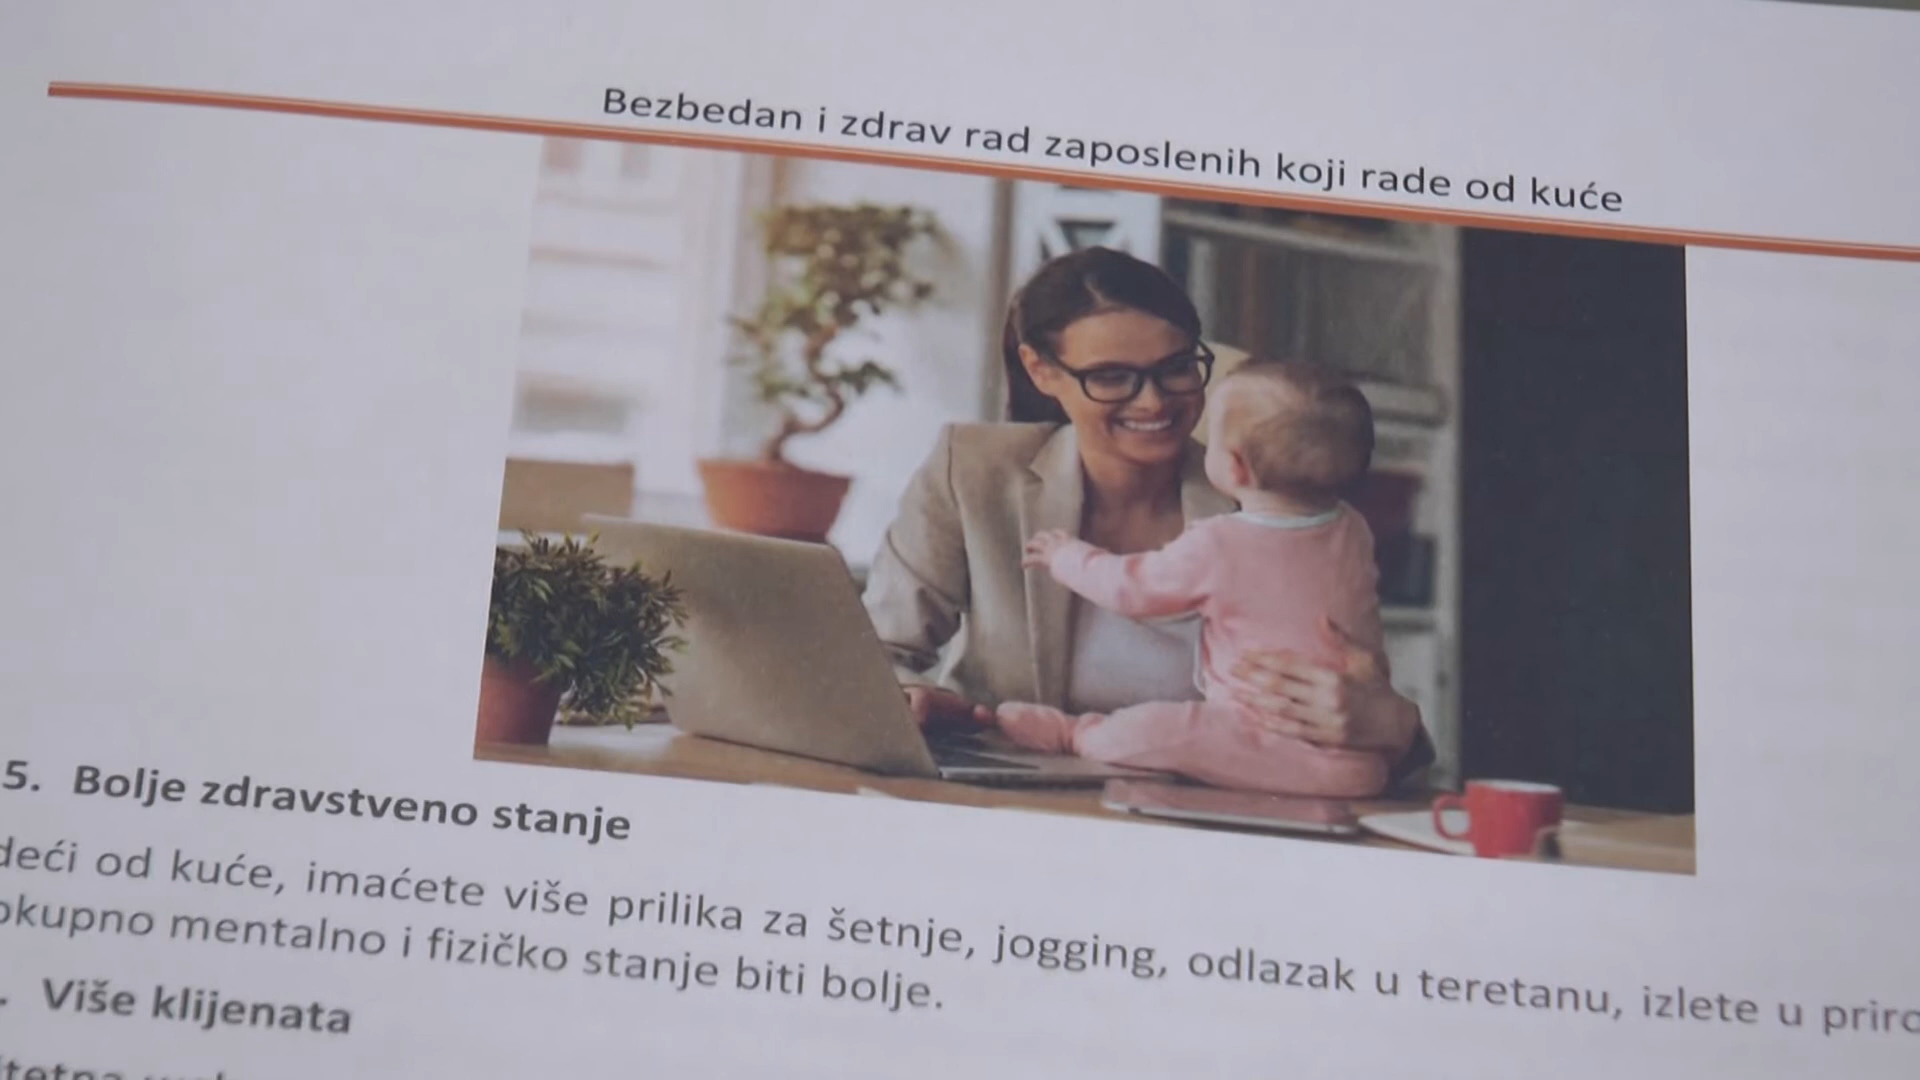 Bezbedan i zdrav rad zaposlenih koji rade od kuće
5. Bolje zdravstveno stanje
deći od kuće, imaćete više prilika za šetnje, jogging, odlazak u teretanu, izlete u priro
okupno mentalno i fizičko stanje biti bolje.
. Više klijenata